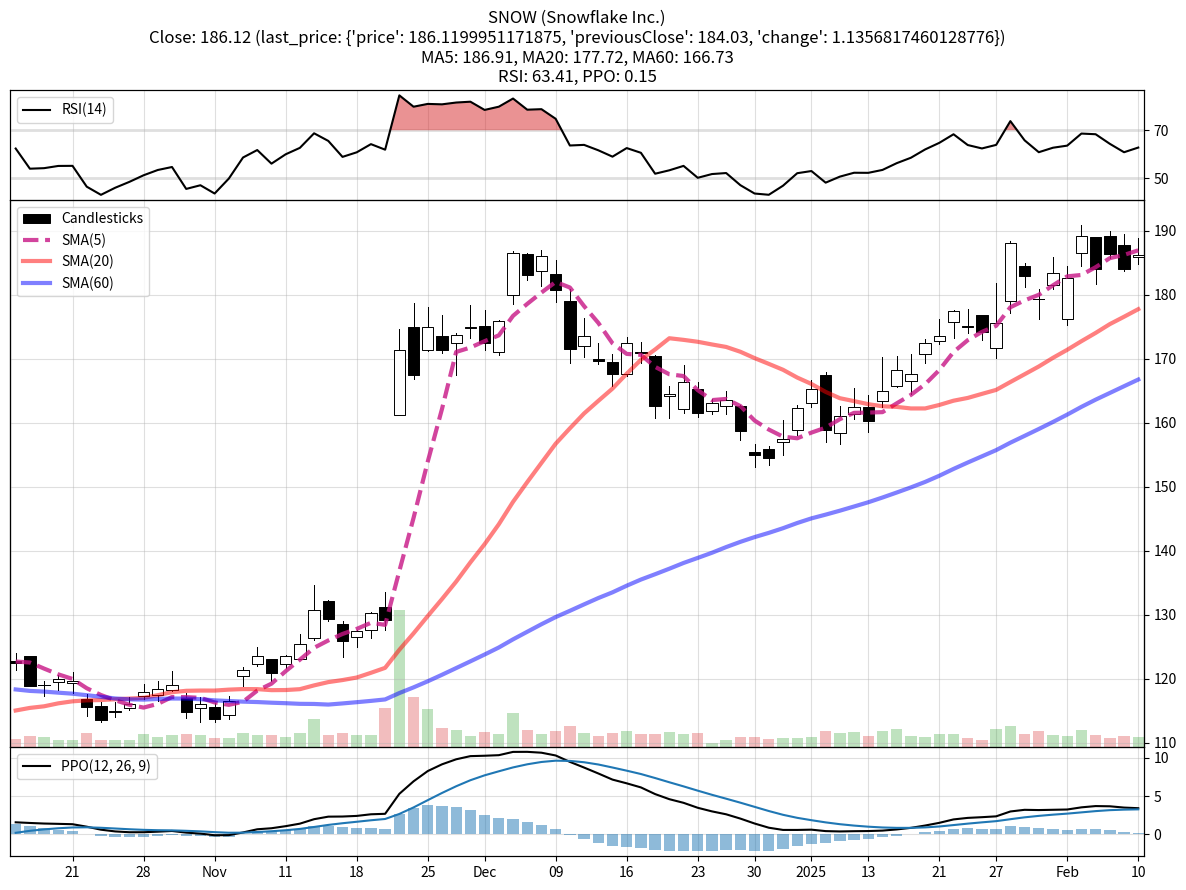 SNOW (Snowflake Inc.)
Close: 186.12 (last_price: {'price': 186.1199951171875, 'previousClose': 184.03, 'change': 1.1356817460128776})
MA5: 186.91, MA20: 177.72, MA60: 166.73
RSI: 63.41, PPO: 0.15
RSI(14)
70
50
Candlesticks
SMA(5)
SMA(20)
SMA(60)
190
180
170
160
150
140
130
120
110
PPO(12, 26, 9)
10
5
0
21 28 Nov 11 18 25 Dec 09 16 23 30 2025 13 21 27 Feb 10